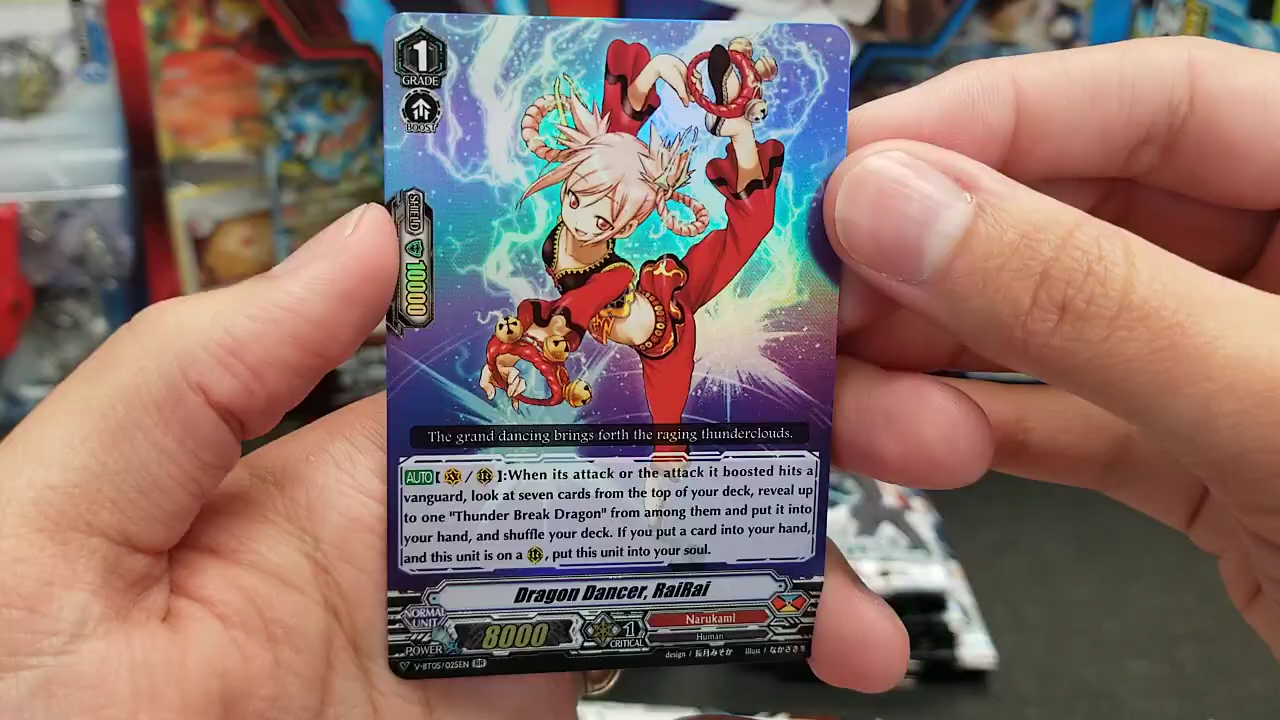 1
GRADE
BOOST
SHIELD
10000
The grand dancing brings forth the raging thunderclouds.
AUTO [ / ]:When its attack or the attack it boosted hits a
vanguard, look at seven cards from the top of your deck, reveal up
to one "Thunder Break Dragon" from among them and put it into
your hand, and shuffle your deck. If you put a card into your hand,
and this unit is on a , put this unit into your soul.
Dragon Dancer, RaiRai
NORMAL
UNIT
POWER
8000
1
CRITICAL
Narukami
Human
V-BT05/025EN RR
design / 長月みそか
illust / なかざき